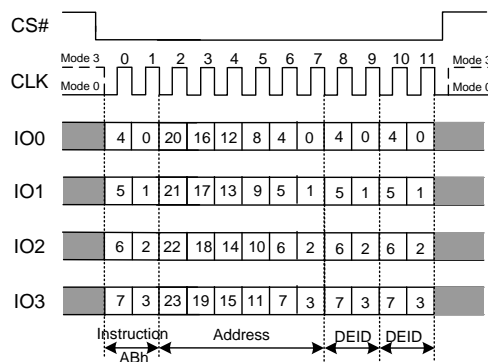 CS#
Mode 3 0 1 2 3 4 5 6 7 8 9 10 11 Mode 3
CLK
Mode 0 Mode 0
IO0 4 0 20 16 12 8 4 0 4 0 4 0
IO1 5 1 21 17 13 9 5 1 5 1 5 1
IO2 6 2 22 18 14 10 6 2 6 2 6 2
IO3 7 3 23 19 15 11 7 3 7 3 7 3
Instruction Address DEID DEID
ABh